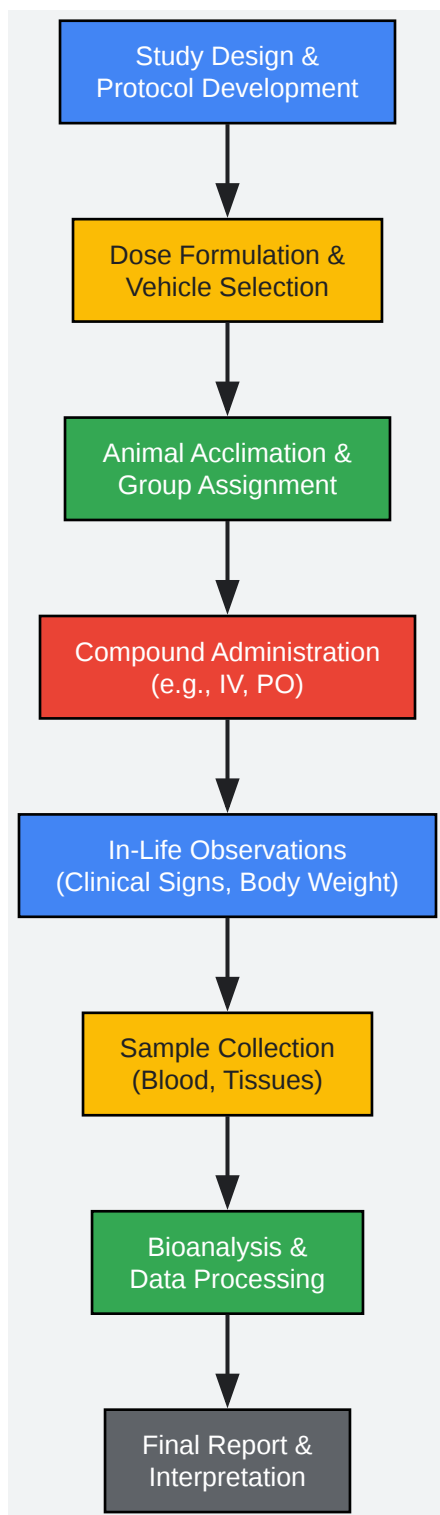 Study Design &
Protocol Development
Dose Formulation &
Vehicle Selection
Animal Acclimation &
Group Assignment
Compound Administration
(e.g., IV, PO)
In-Life Observations
(Clinical Signs, Body Weight)
Sample Collection
(Blood, Tissues)
Bioanalysis &
Data Processing
Final Report &
Interpretation